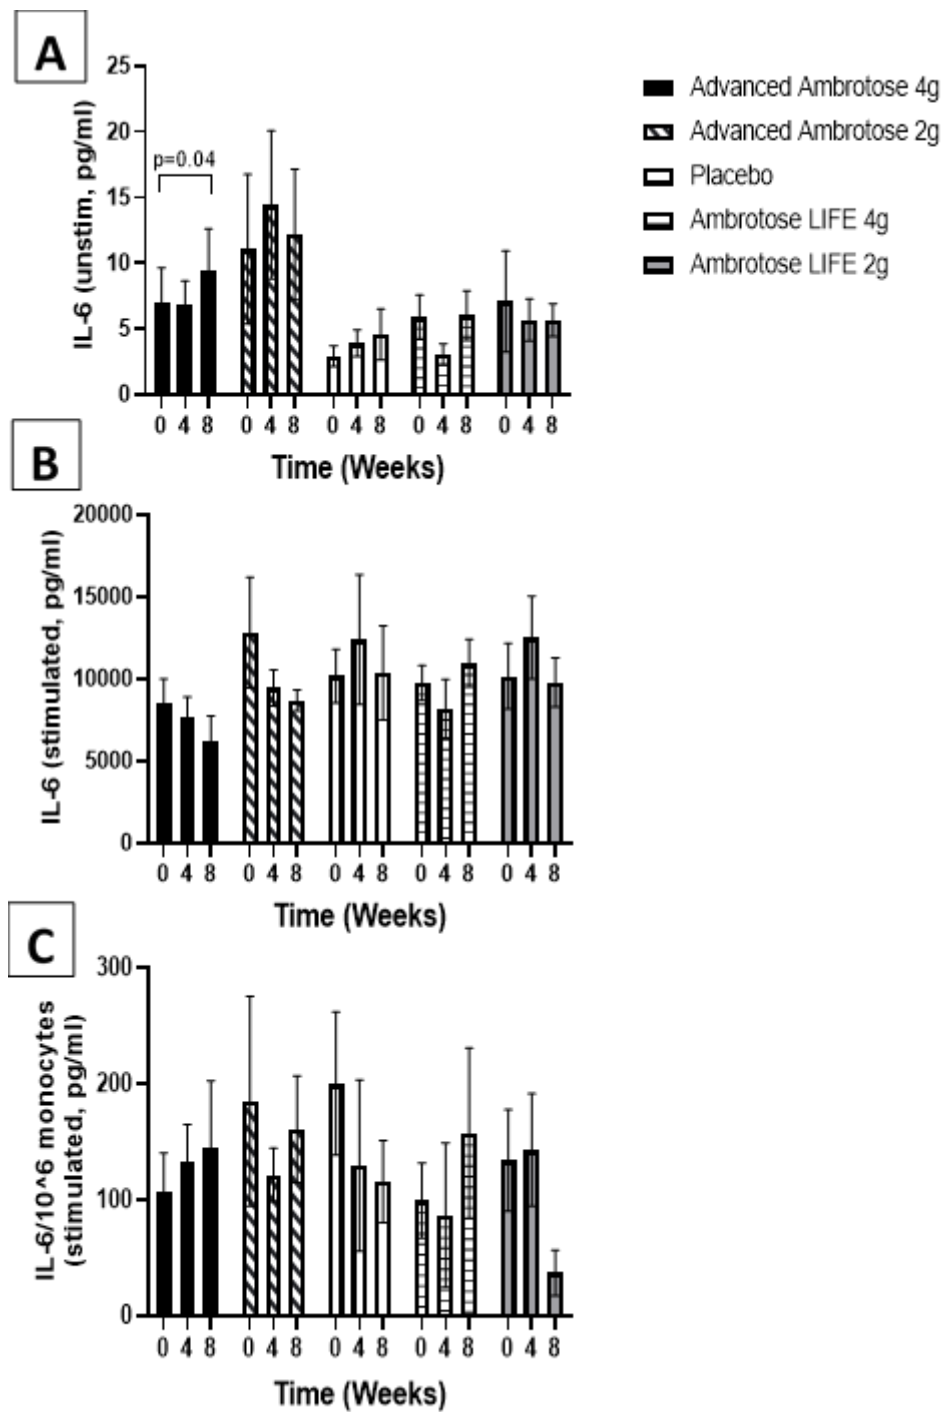 A
IL-6 (unstim, pg/ml)
25
20
15
10
5
0
p=0.04
0 4 8 0 4 8 0 4 8 0 4 8 0 4 8
Time (Weeks)
Advanced Ambrotose 4g
Advanced Ambrotose 2g
Placebo
Ambrotose LIFE 4g
Ambrotose LIFE 2g
B
IL-6 (stimulated, pg/ml)
20000
15000
10000
5000
0
0 4 8 0 4 8 0 4 8 0 4 8 0 4 8
Time (Weeks)
C
IL-6/10^6 monocytes
(stimulated, pg/ml)
300
200
100
0
0 4 8 0 4 8 0 4 8 0 4 8 0 4 8
Time (Weeks)